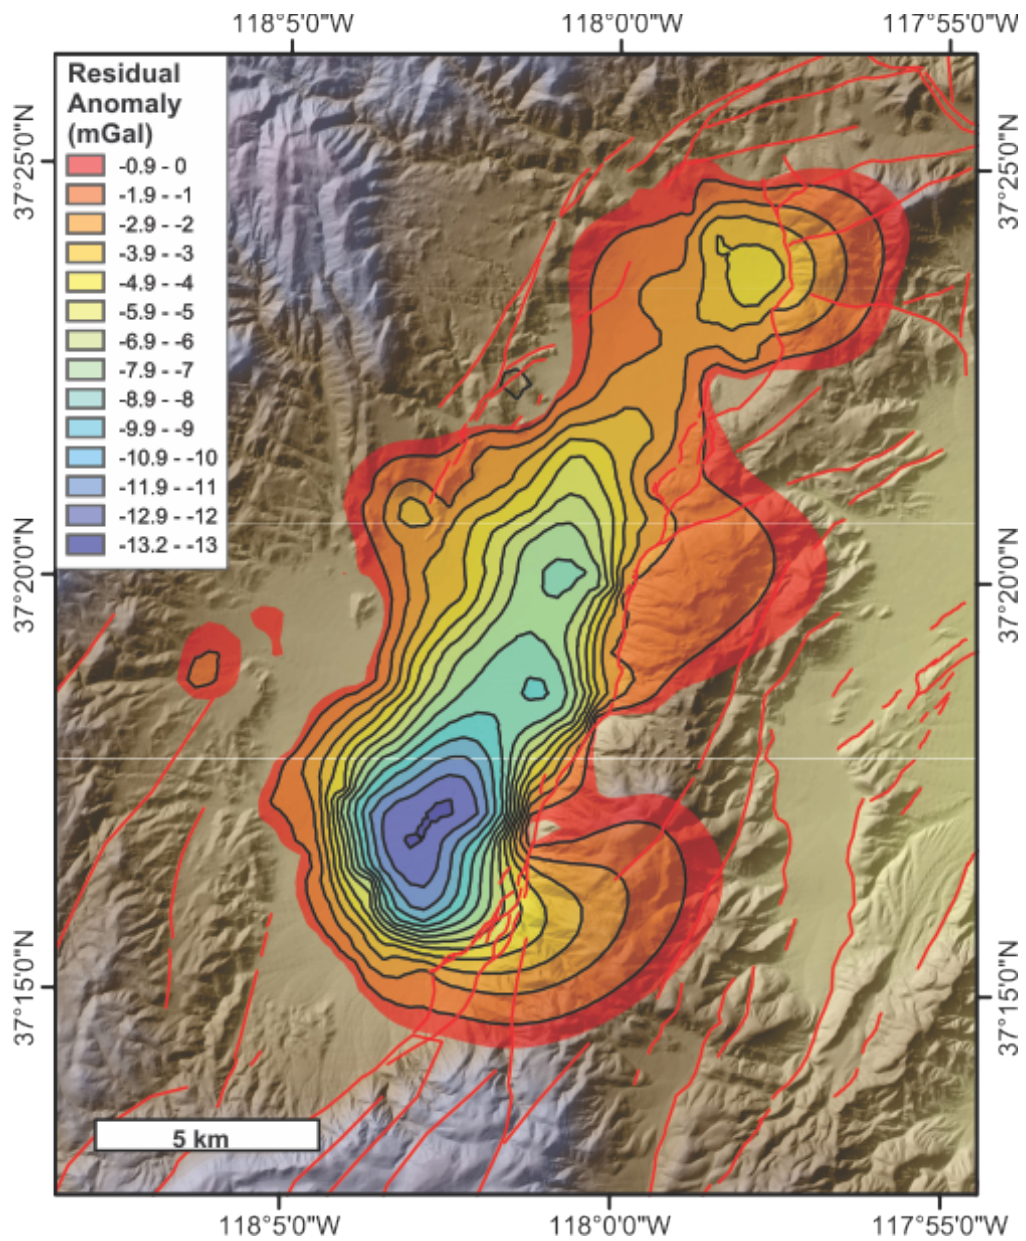 118°5'0"W 118°0'0"W 117°55'0"W
Residual
Anomaly
(mGal)
-0.9 - 0
-1.9 - -1
-2.9 - -2
-3.9 - -3
-4.9 - -4
-5.9 - -5
-6.9 - -6
-7.9 - -7
-8.9 - -8
-9.9 - -9
-10.9 - -10
-11.9 - -11
-12.9 - -12
-13.2 - -13
37°25'0"N
37°25'0"N
37°20'0"N
37°20'0"N
37°15'0"N
37°15'0"N
5 km
118°5'0"W 118°0'0"W 117°55'0"W